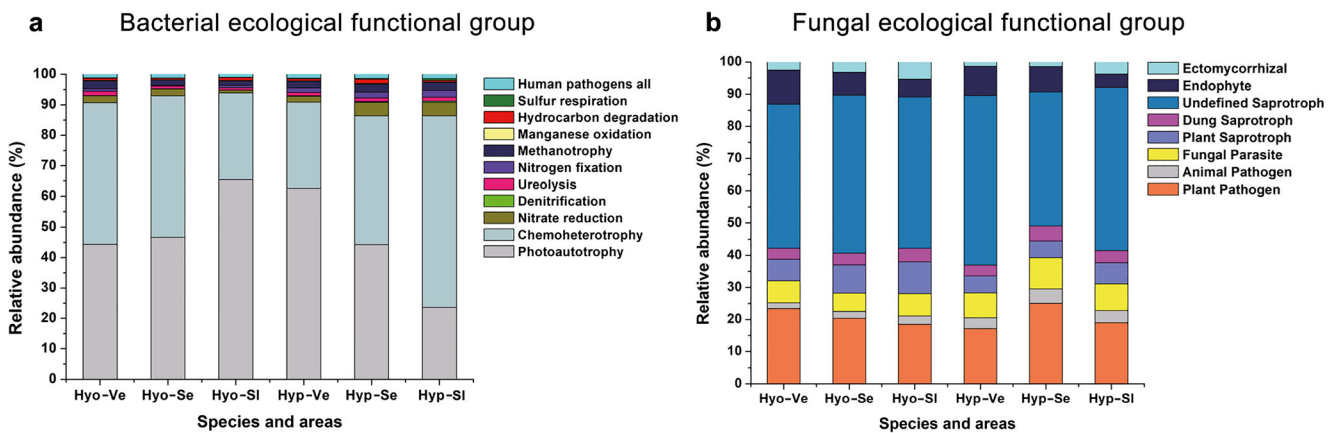 a Bacterial ecological functional group
Relative abundance (%)
100
90
80
70
60
50
40
30
20
10
0
Hyo-Ve Hyo-Se Hyo-SI Hyp-Ve Hyp-Se Hyp-SI
Species and areas
Human pathogens all
Sulfur respiration
Hydrocarbon degradation
Manganese oxidation
Methanotrophy
Nitrogen fixation
Ureolysis
Denitrification
Nitrate reduction
Chemoheterotrophy
Photoautotrophy
b Fungal ecological functional group
Relative abundance (%)
100
90
80
70
60
50
40
30
20
10
0
Hyo-Ve Hyo-Se Hyo-SI Hyp-Ve Hyp-Se Hyp-SI
Species and areas
Ectomycorrhizal
Endophyte
Undefined Saprotroph
Dung Saprotroph
Plant Saprotroph
Fungal Parasite
Animal Pathogen
Plant Pathogen